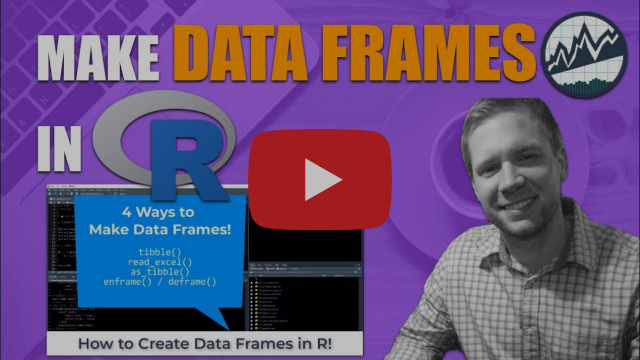 MAKE DATA FRAMES
IN R
4 Ways to
Make Data Frames!
tibble()
read_excel()
as_tibble()
enframe() / deframe()
How to Create Data Frames in R!